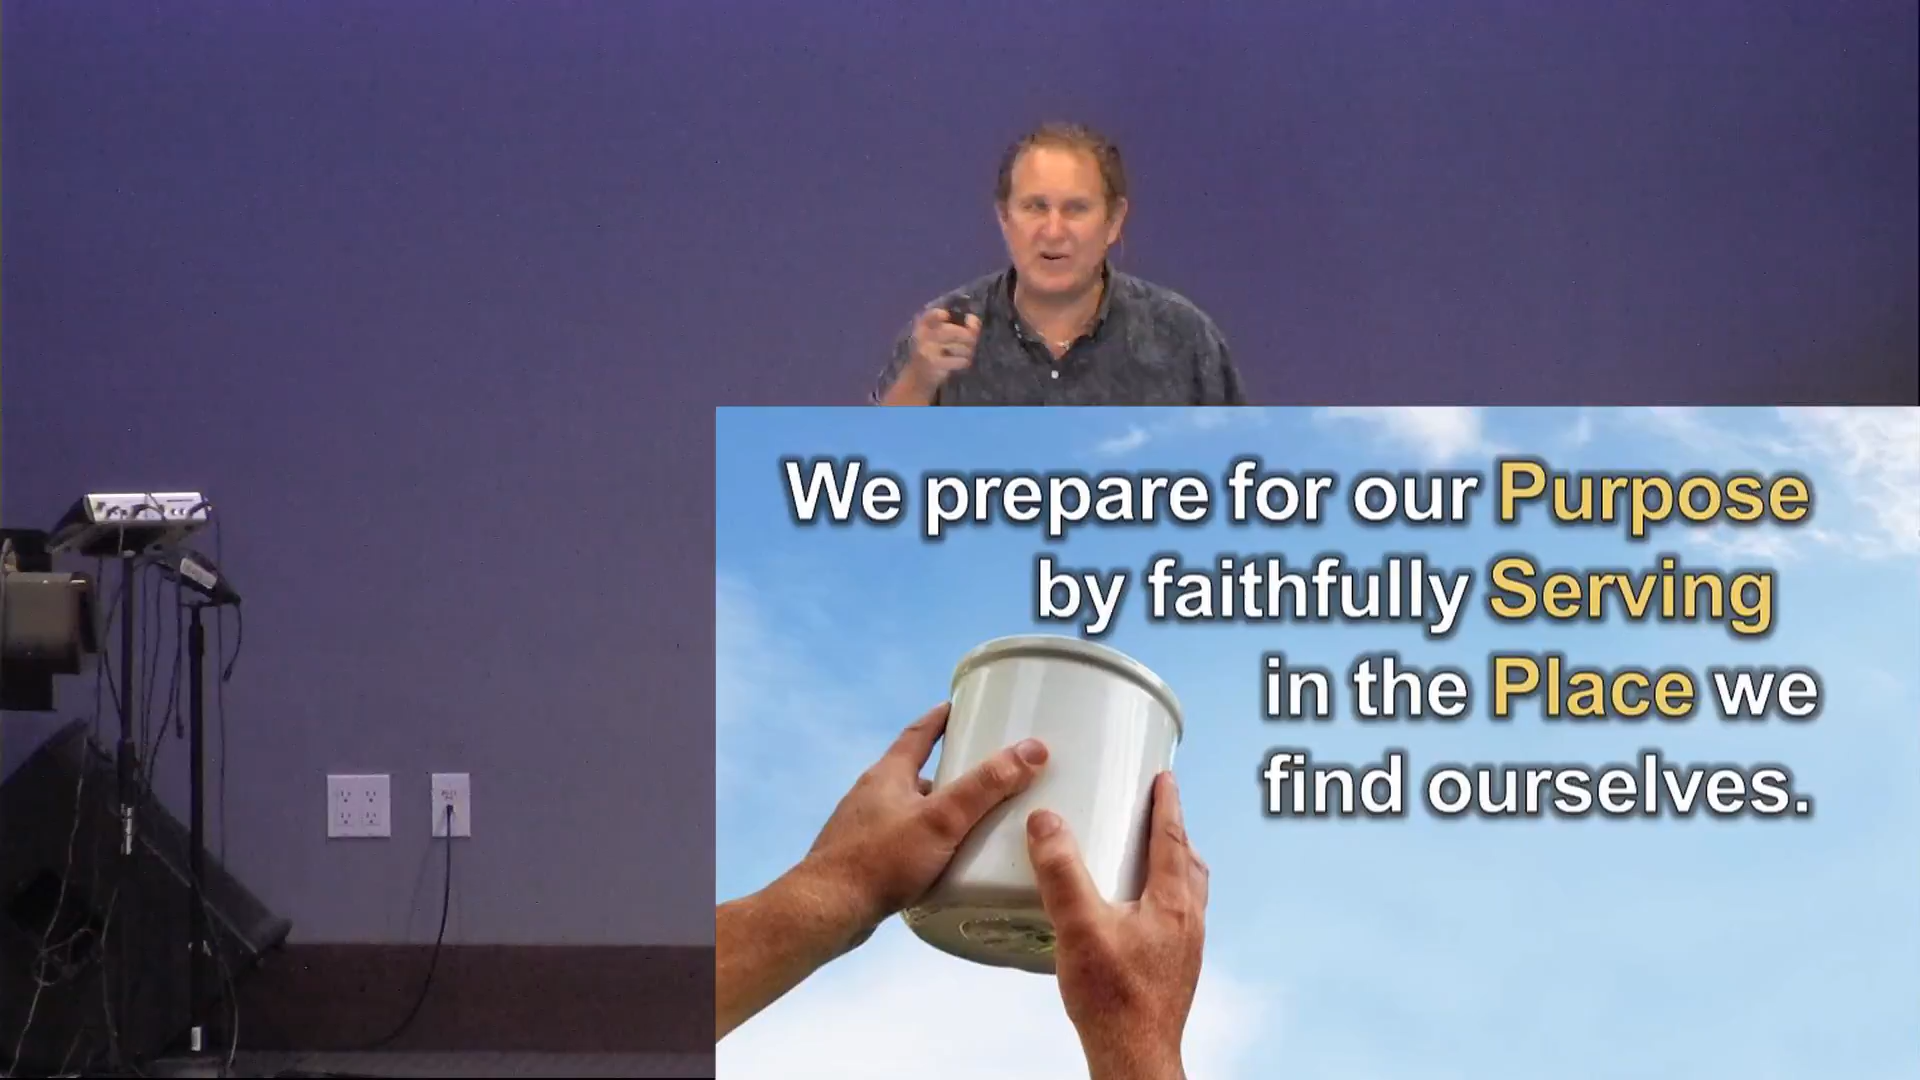 We prepare for our Purpose
by faithfully Serving
in the Place we
find ourselves.